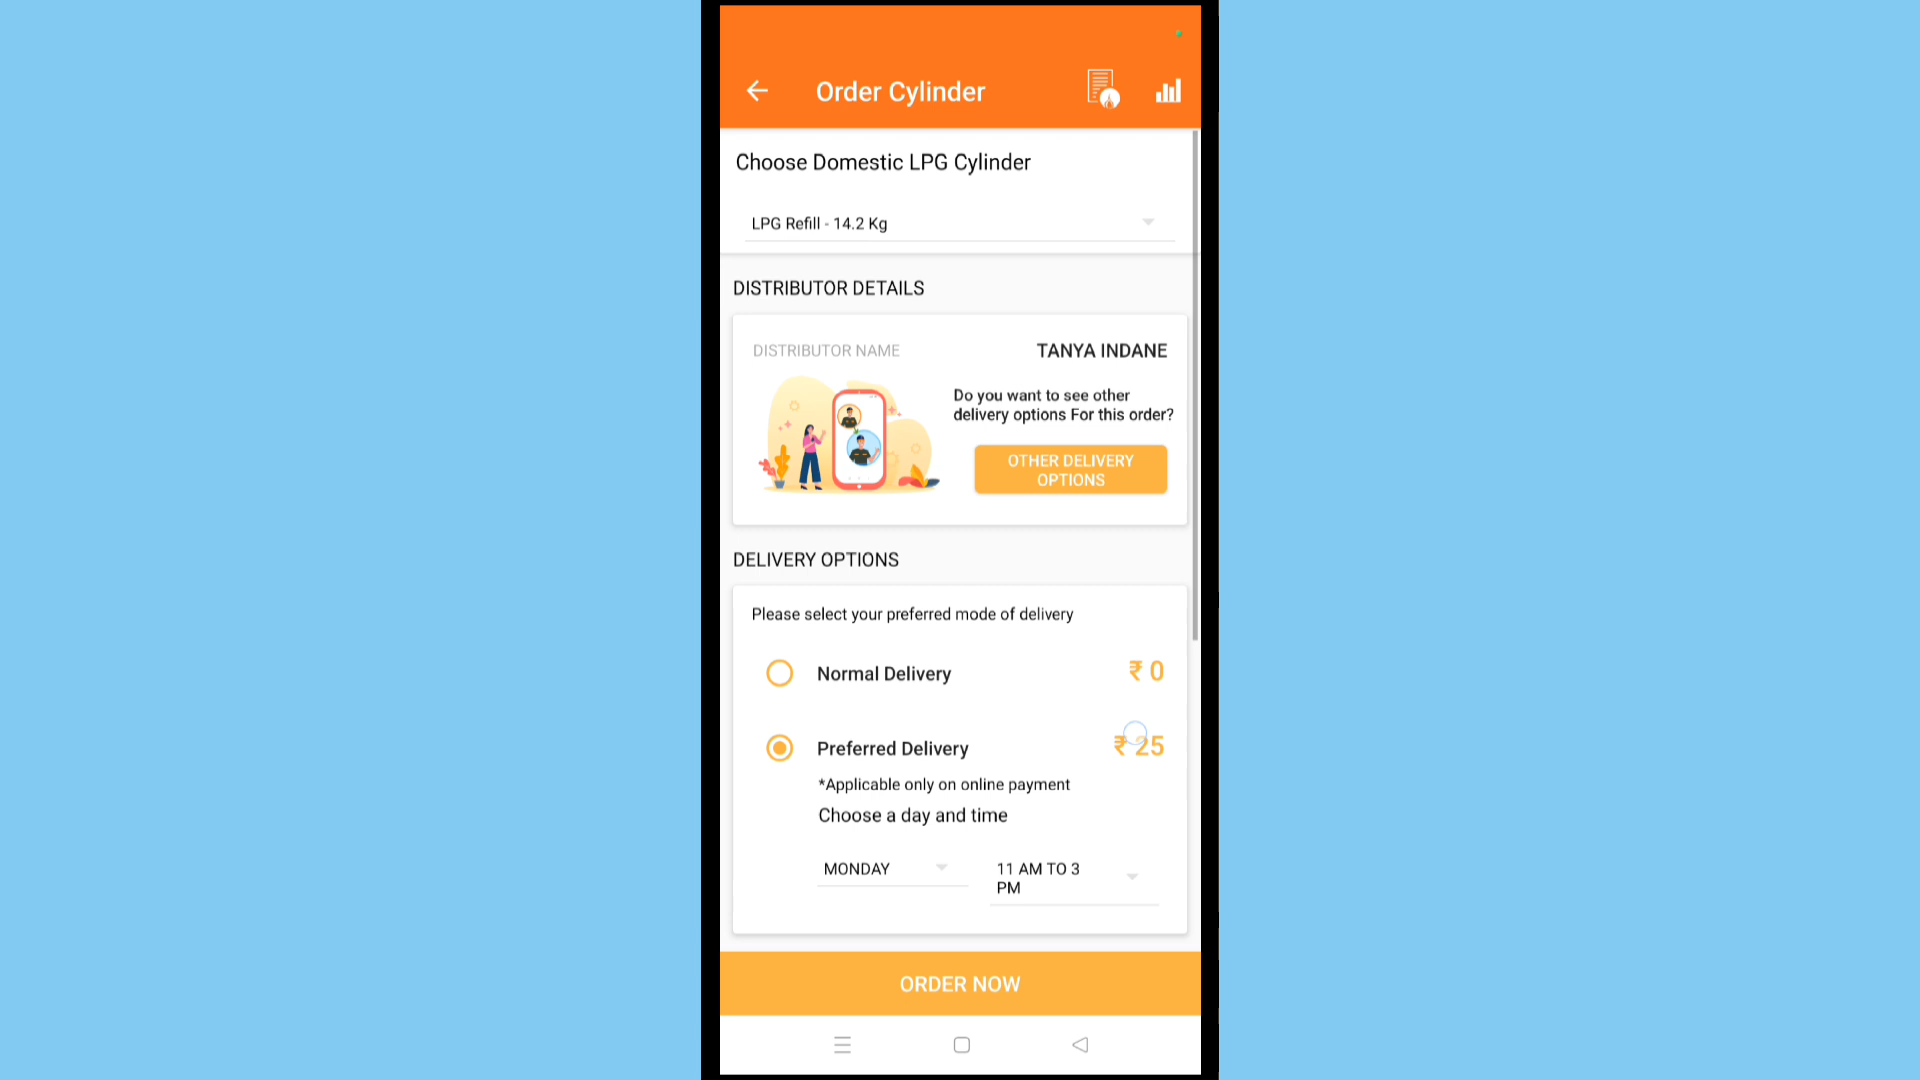 Order Cylinder
Choose Domestic LPG Cylinder
LPG Refill - 14.2 Kg
DISTRIBUTOR DETAILS
DISTRIBUTOR NAME
TANYA INDANE
Do you want to see other
delivery options For this order?
OTHER DELIVERY
OPTIONS
DELIVERY OPTIONS
Please select your preferred mode of delivery
Normal Delivery
₹ 0
Preferred Delivery
₹ 25
*Applicable only on online payment
Choose a day and time
MONDAY
11 AM TO 3
PM
ORDER NOW